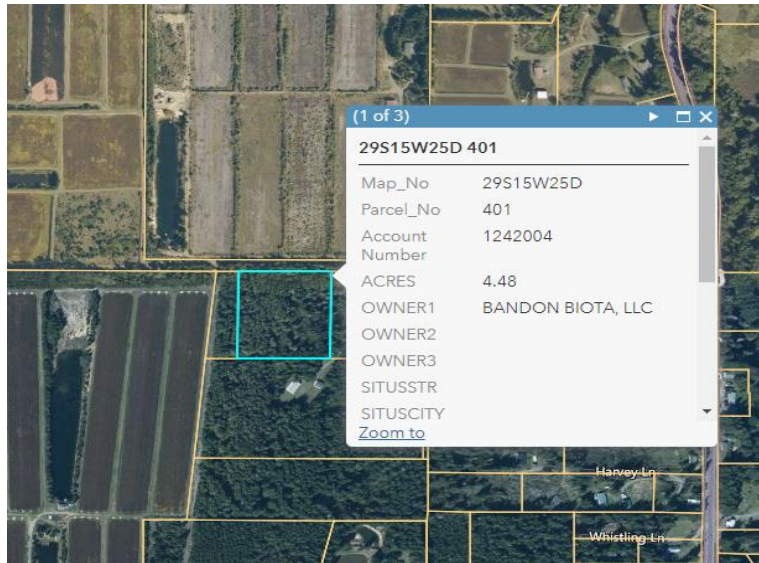 (1 of 3)
29S15W25D 401
Map_No 29S15W25D
Parcel_No 401
Account Number 1242004
ACRES 4.48
OWNER1 BANDON BIOTA, LLC
OWNER2
OWNER3
SITUSSTR
SITUSCITY
Zoom to
Harvey Ln
Whistling Ln